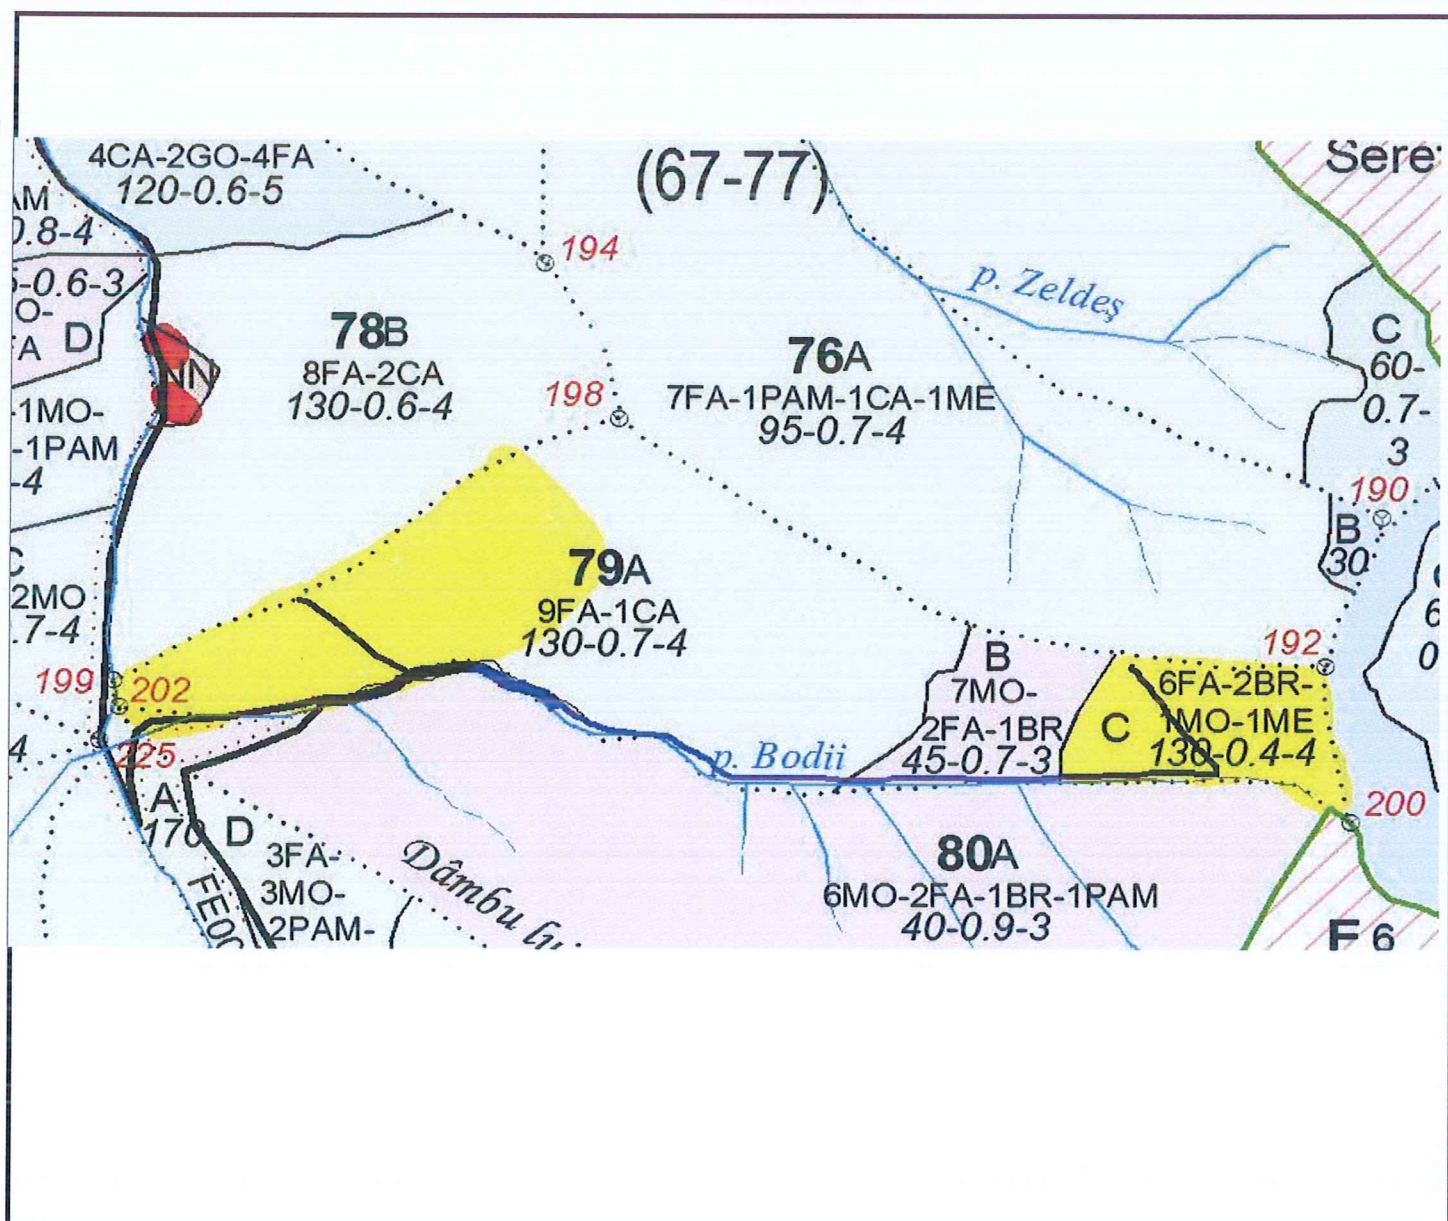 4CA-2GO-4FA
120-0.6-5
(67-77)
0.8-4
-0.6-3
D
194
p. Zeldeş
78B
8FA-2CA
130-0.6-4
NN
198
76A
7FA-1PAM-1CA-1ME
95-0.7-4
C
60-
0.7-
3
-1MO-
-1PAM
-4
190
B
30
79A
9FA-1CA
130-0.7-4
2MO
.7-4
199
202
225
192
B
7MO-
2FA-1BR
45-0.7-3
C
6FA-2BR-
1MO-1ME
130-0.4-4
p. Bodii
200
A
170
D
3FA-
3MO-
2PAM-
Dâmbu
80A
6MO-2FA-1BR-1PAM
40-0.9-3